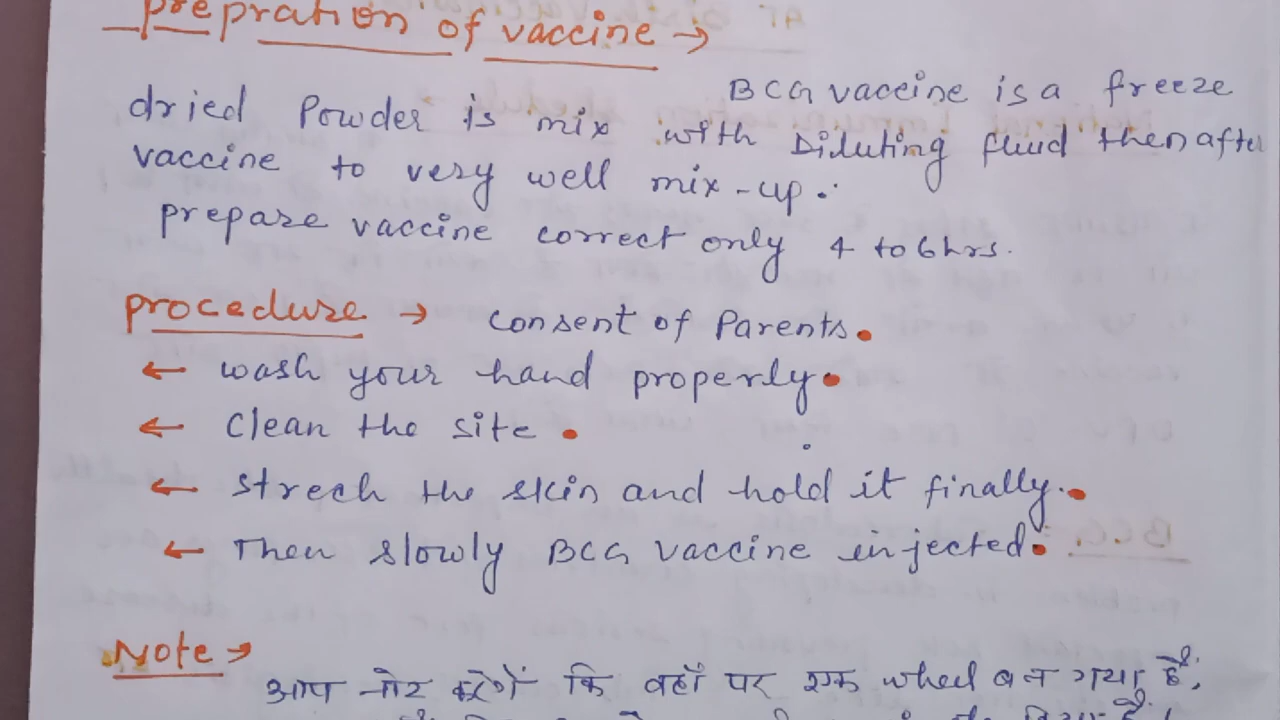 prepration of vaccine →
BCG vaccine is a freeze
dried Powder is mix with Diluting fluid then after
vaccine to very well mix-up.
prepare vaccine correct only 4 to 6 hrs.
procedure → Consent of Parents.
← wash your hand properly.
← Clean the site.
← Strech the skin and hold it finally.
← Then slowly BCG vaccine injected.
Note →
आप नोट करेगें कि वहाँ पर एक wheel बन गया है,